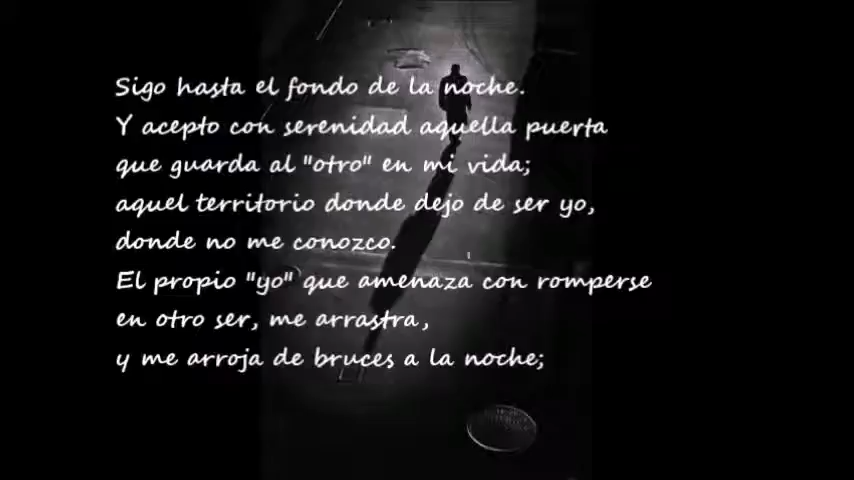 Sigo hasta el fondo de la noche.
Y acepto con serenidad aquella puerta
que guarda al "otro" en mi vida;
aquel territorio donde dejo de ser yo,
donde no me conozco.
El propio "yo" que amenaza con romperse
en otro ser, me arrastra,
y me arroja de bruces a la noche;